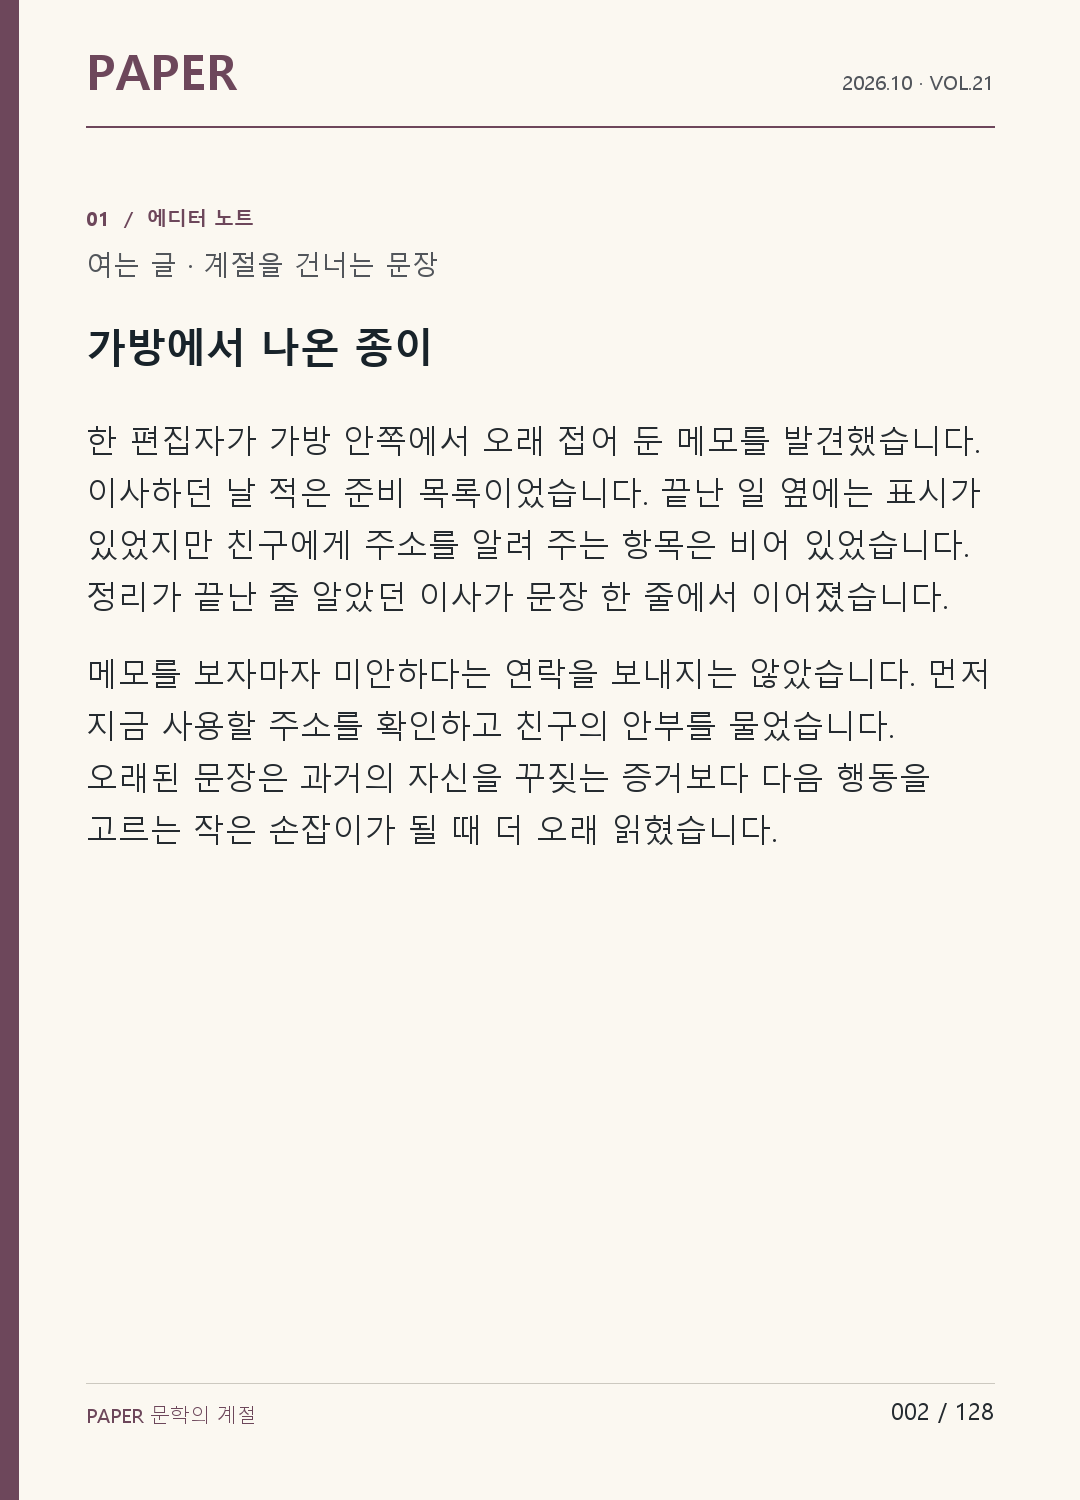 PAPER
2026.10 · VOL.21
01 / 에디터 노트
여는 글 · 계절을 건너는 문장
가방에서 나온 종이
한 편집자가 가방 안쪽에서 오래 접어 둔 메모를 발견했습니다.
이사하던 날 적은 준비 목록이었습니다. 끝난 일 옆에는 표시가
있었지만 친구에게 주소를 알려 주는 항목은 비어 있었습니다.
정리가 끝난 줄 알았던 이사가 문장 한 줄에서 이어졌습니다.
메모를 보자마자 미안하다는 연락을 보내지는 않았습니다. 먼저
지금 사용할 주소를 확인하고 친구의 안부를 물었습니다.
오래된 문장은 과거의 자신을 꾸짖는 증거보다 다음 행동을
고르는 작은 손잡이가 될 때 더 오래 읽혔습니다.
PAPER 문학의 계절
002 / 128